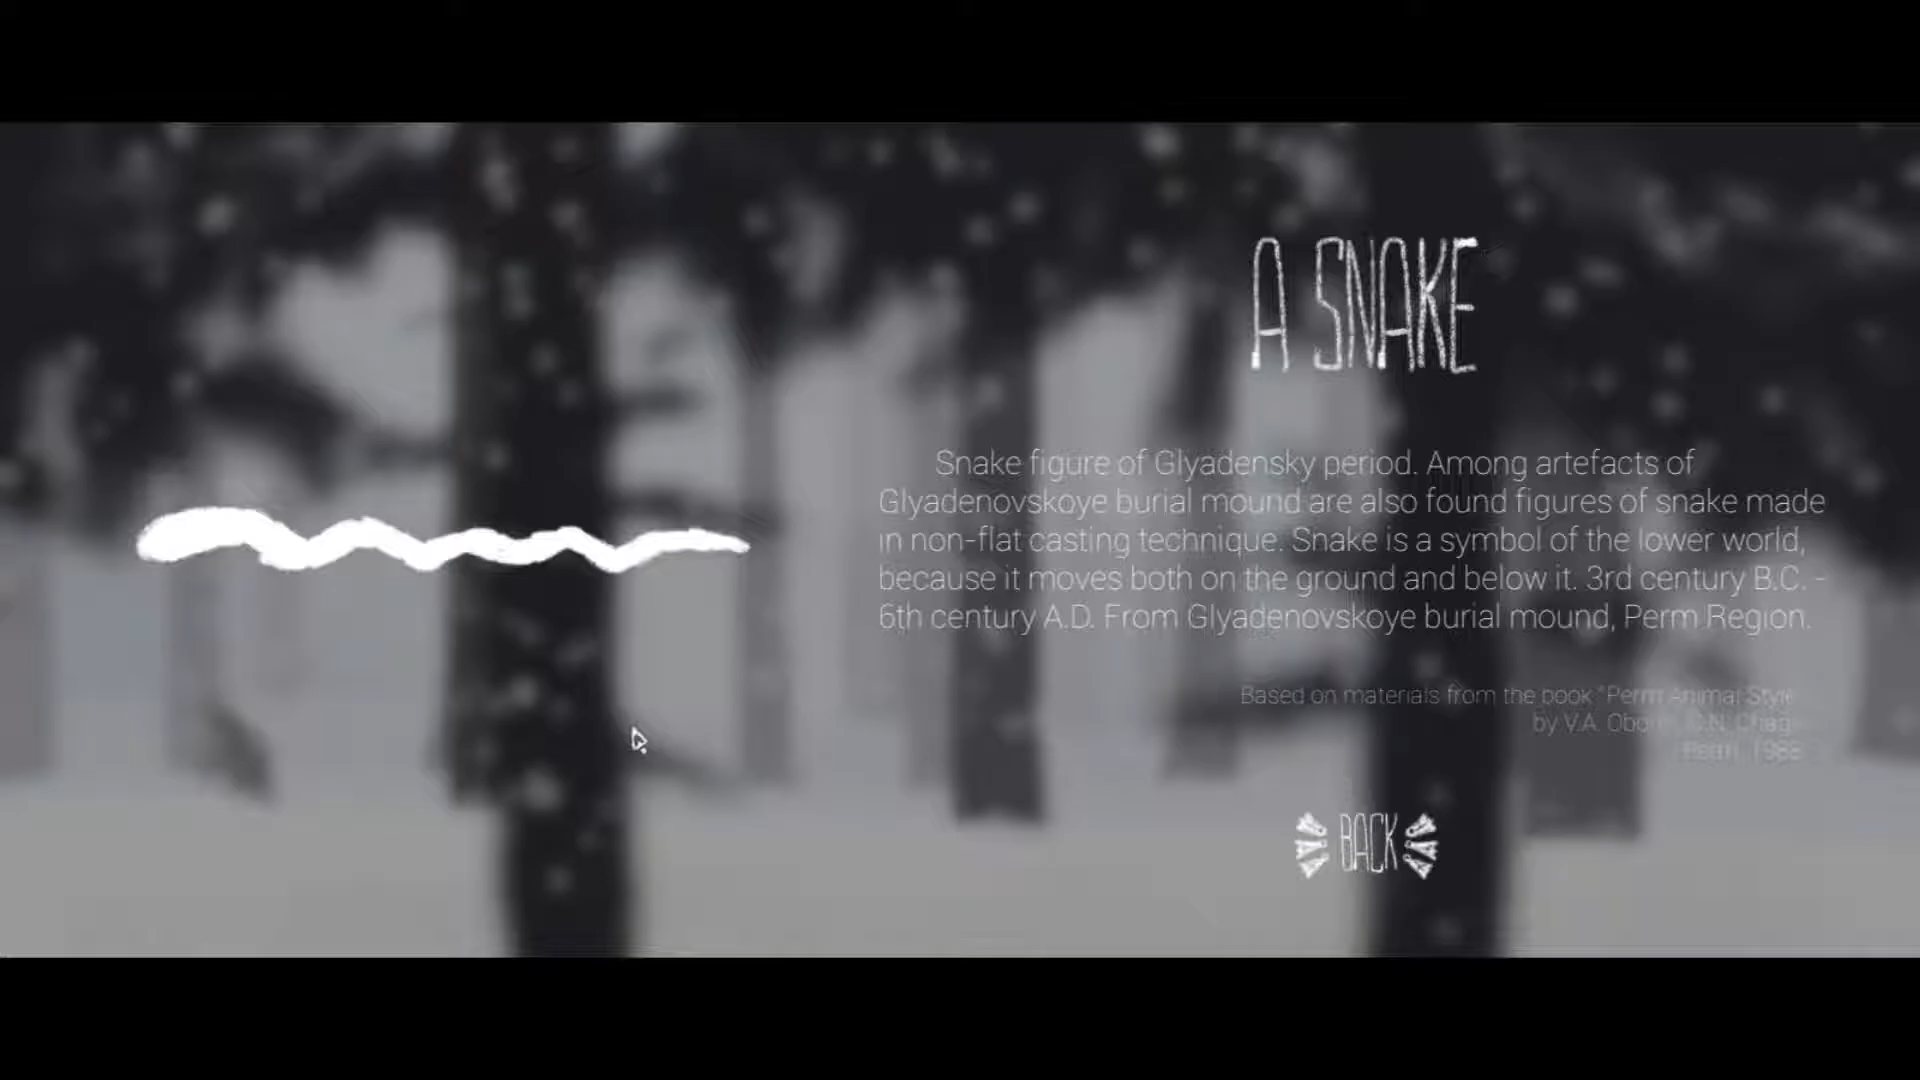 A SNAKE
Snake figure of Glyadensky period. Among artefacts of
Glyadenovskoye burial mound are also found figures of snake made
in non-flat casting technique. Snake is a symbol of the lower world,
because it moves both on the ground and below it. 3rd century B.C. -
6th century A.D. From Glyadenovskoye burial mound, Perm Region.
Based on materials from the book "Perm Animal Style
by V.A.
BACK